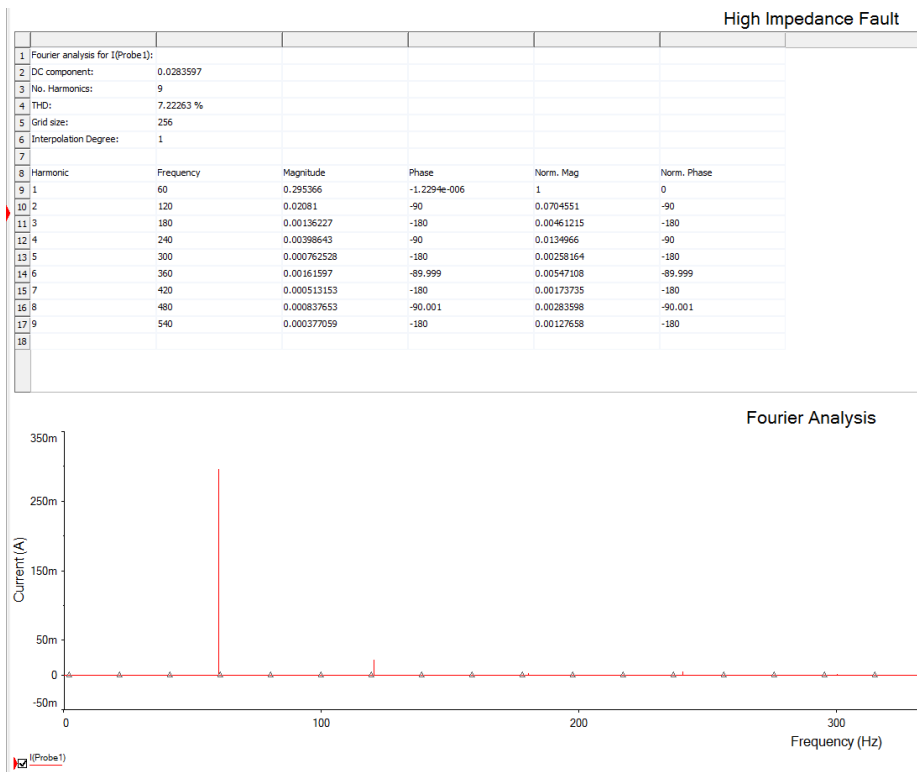 High Impedance Fault
1 Fourier analysis for I(Probe1):
2 DC component: 0.0283597
3 No. Harmonics: 9
4 THD: 7.22263 %
5 Grid size: 256
6 Interpolation Degree: 1
7
8 Harmonic Frequency Magnitude Phase Norm. Mag Norm. Phase
9 1 60 0.295366 -1.2294e-006 1 0
10 2 120 0.02081 -90 0.0704551 -90
11 3 180 0.00136227 -180 0.00461215 -180
12 4 240 0.00398643 -90 0.0134966 -90
13 5 300 0.000762528 -180 0.00258164 -180
14 6 360 0.00161597 -89.999 0.00547108 -89.999
15 7 420 0.000513153 -180 0.00173735 -180
16 8 480 0.000837653 -90.001 0.00283598 -90.001
17 9 540 0.000377059 -180 0.00127658 -180
18
Fourier Analysis
350m
250m
150m
50m
0
-50m
Current (A)
0 100 200 300
Frequency (Hz)
I(Probe1)